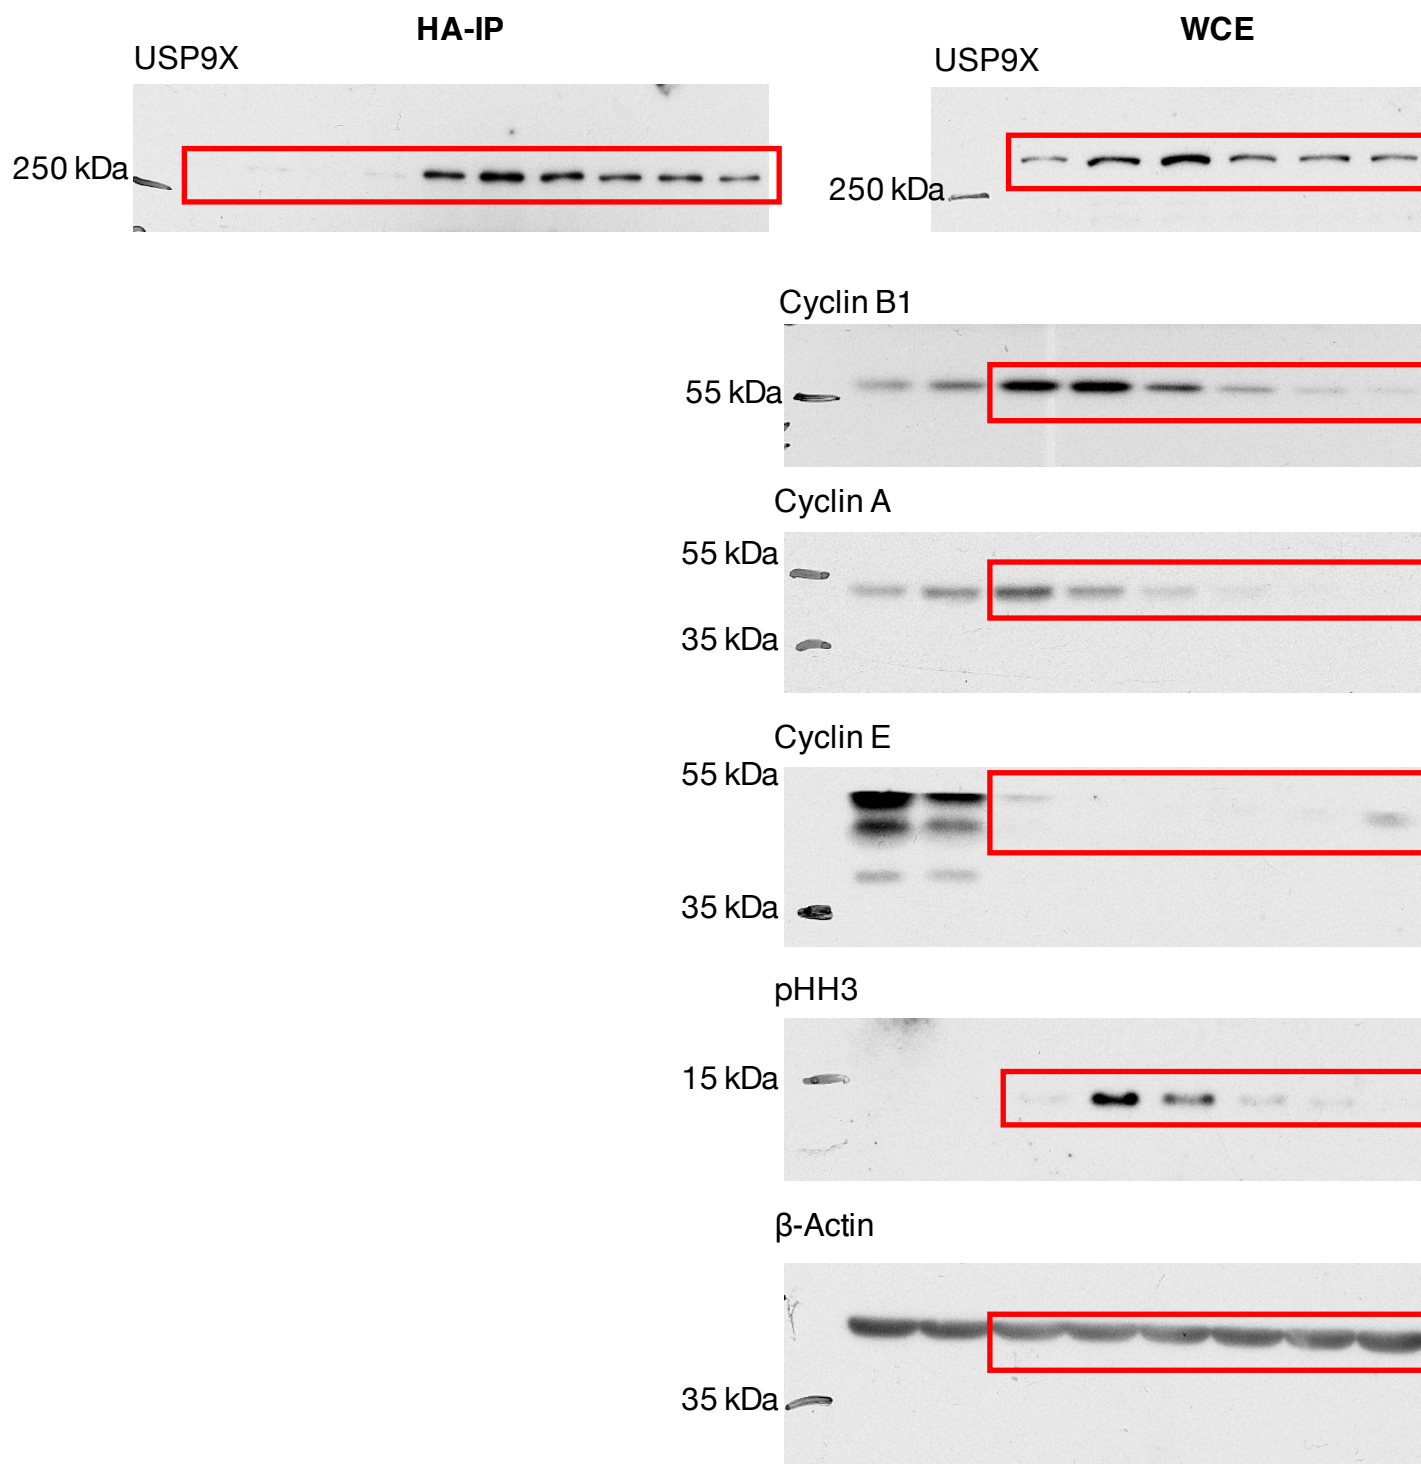 HA-IP
WCE
USP9X
USP9X
250 kDa
250 kDa
Cyclin B1
55 kDa
Cyclin A
55 kDa
35 kDa
Cyclin E
55 kDa
35 kDa
pHH3
15 kDa
β-Actin
35 kDa